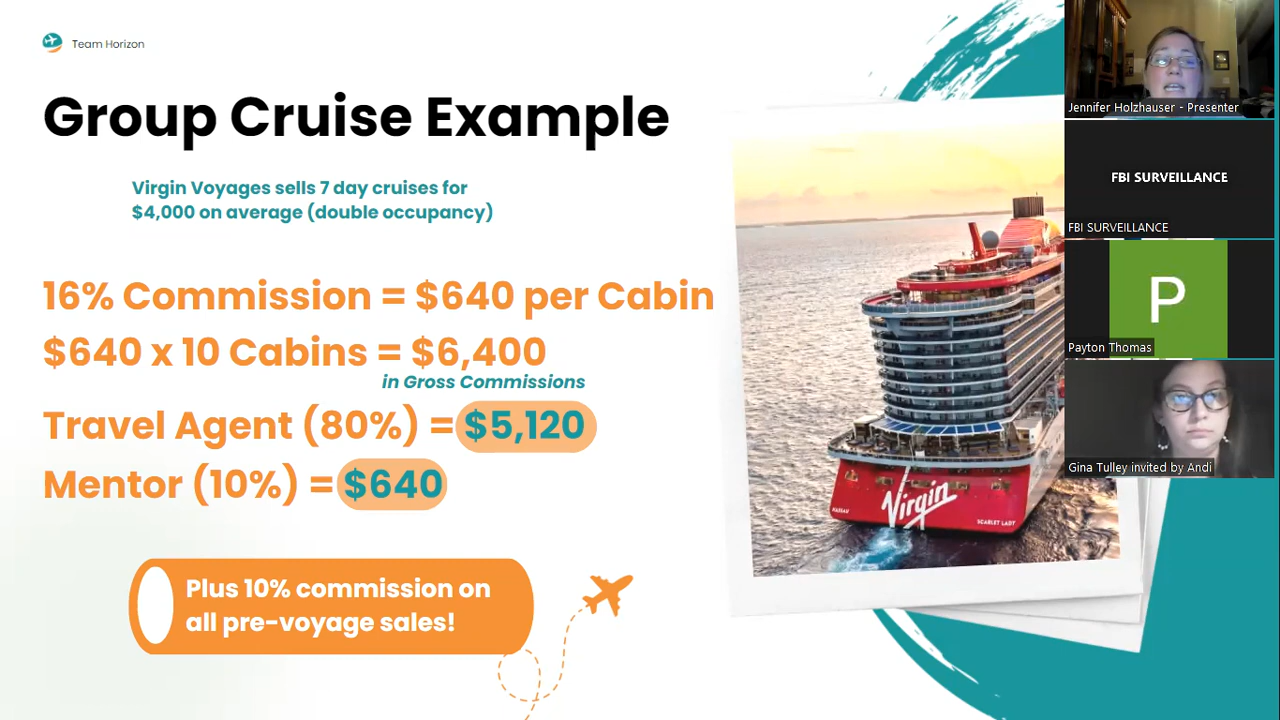 Team Horizon
Group Cruise Example
Virgin Voyages sells 7 day cruises for
$4,000 on average (double occupancy)
16% Commission = $640 per Cabin
$640 x 10 Cabins = $6,400
in Gross Commissions
Travel Agent (80%) = $5,120
Mentor (10%) = $640
Plus 10% commission on
all pre-voyage sales!
Virgin
NASSAU
SCARLET LADY
Jennifer Holzhauser - Presenter
FBI SURVEILLANCE
FBI SURVEILLANCE
P
Payton Thomas
Gina Tulley invited by Andi